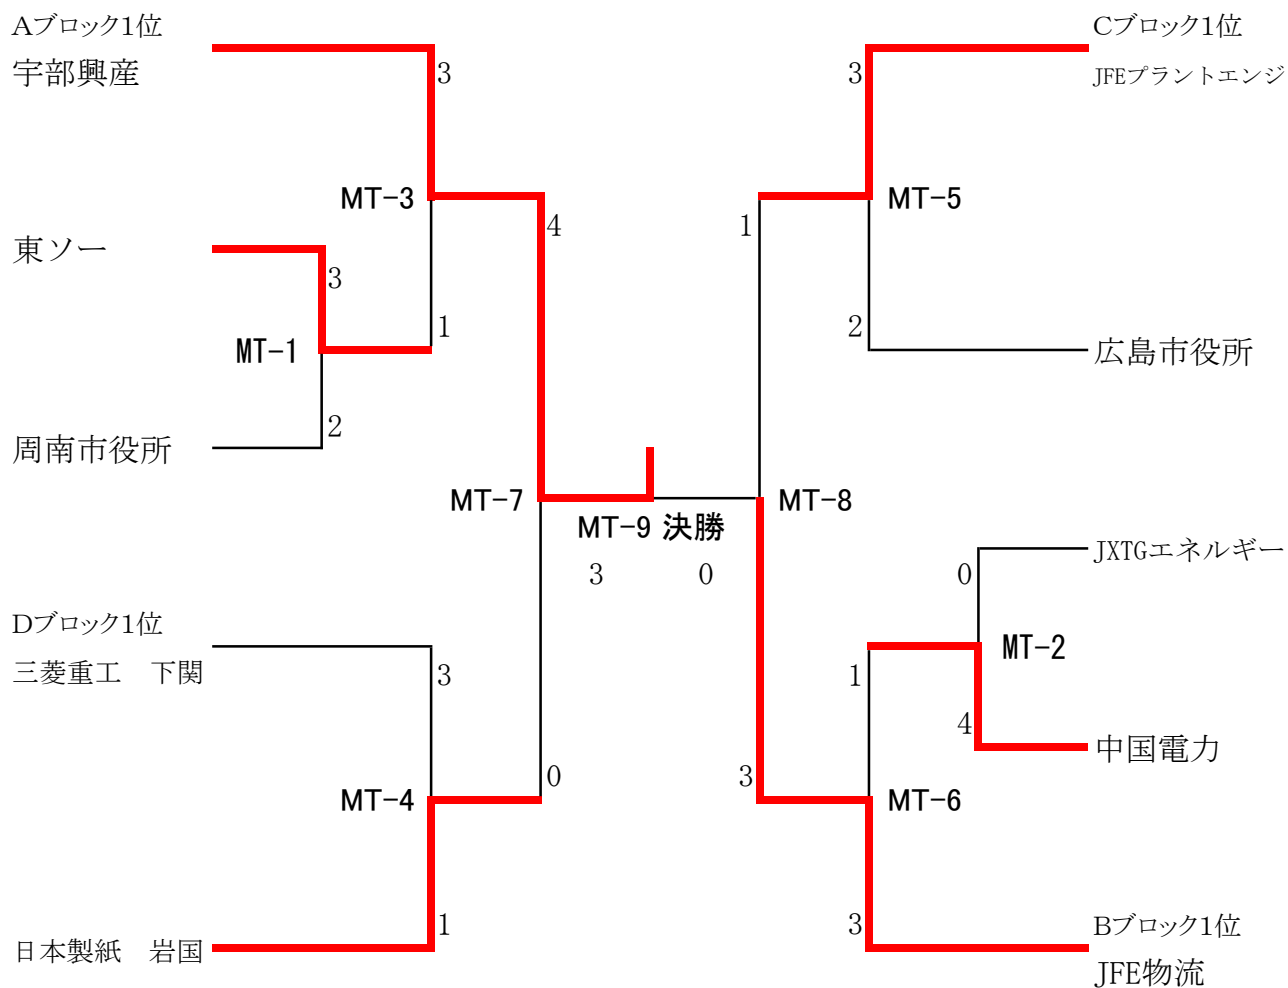 Aブロック1位
宇部興産
3
MT-3
4
東ソー
3
1
MT-1
2
周南市役所
MT-7
MT-9 決勝
3 0
Dブロック1位
三菱重工　下関
3
MT-4
0
1
日本製紙　岩国
Cブロック1位
JFEプラントエンジ
3
MT-5
1
2
広島市役所
MT-8
JXTGエネルギー
0
MT-2
1
4
中国電力
3
MT-6
3
Bブロック1位
JFE物流